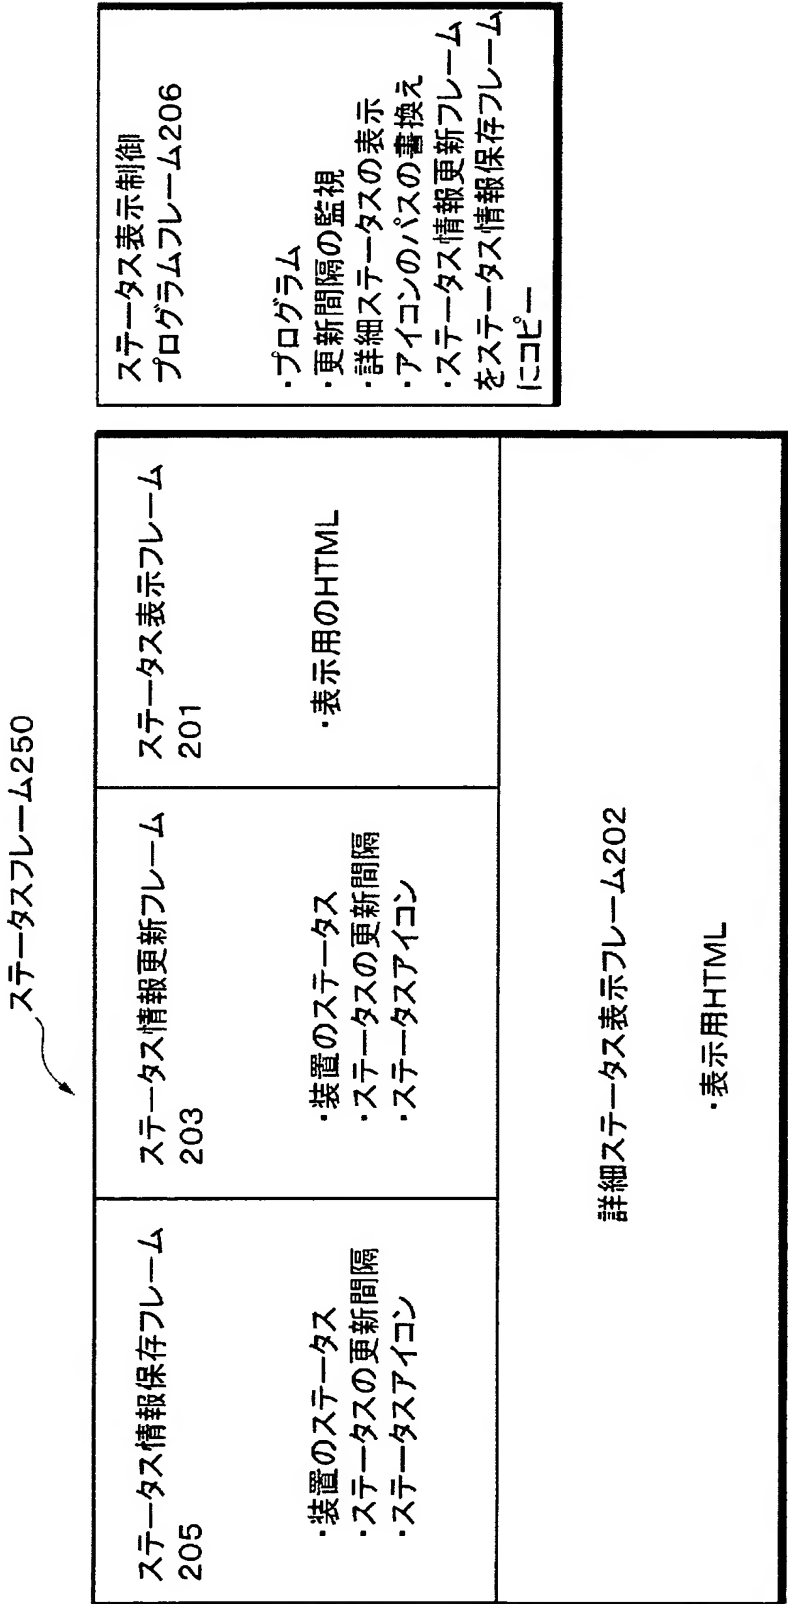 ステータスフレーム250
ステータス情報保存フレーム
205
・装置のステータス
・ステータスの更新間隔
・ステータスアイコン
ステータス情報更新フレーム
203
・装置のステータス
・ステータスの更新間隔
・ステータスアイコン
ステータス表示フレーム
201
・表示用のHTML
詳細ステータス表示フレーム202
・表示用HTML
ステータス表示制御
プログラムフレーム206
・プログラム
・更新間隔の監視
・詳細ステータスの表示
・アイコンのパスの書換え
・ステータス情報更新フレーム
をステータス情報保存フレーム
にコピー